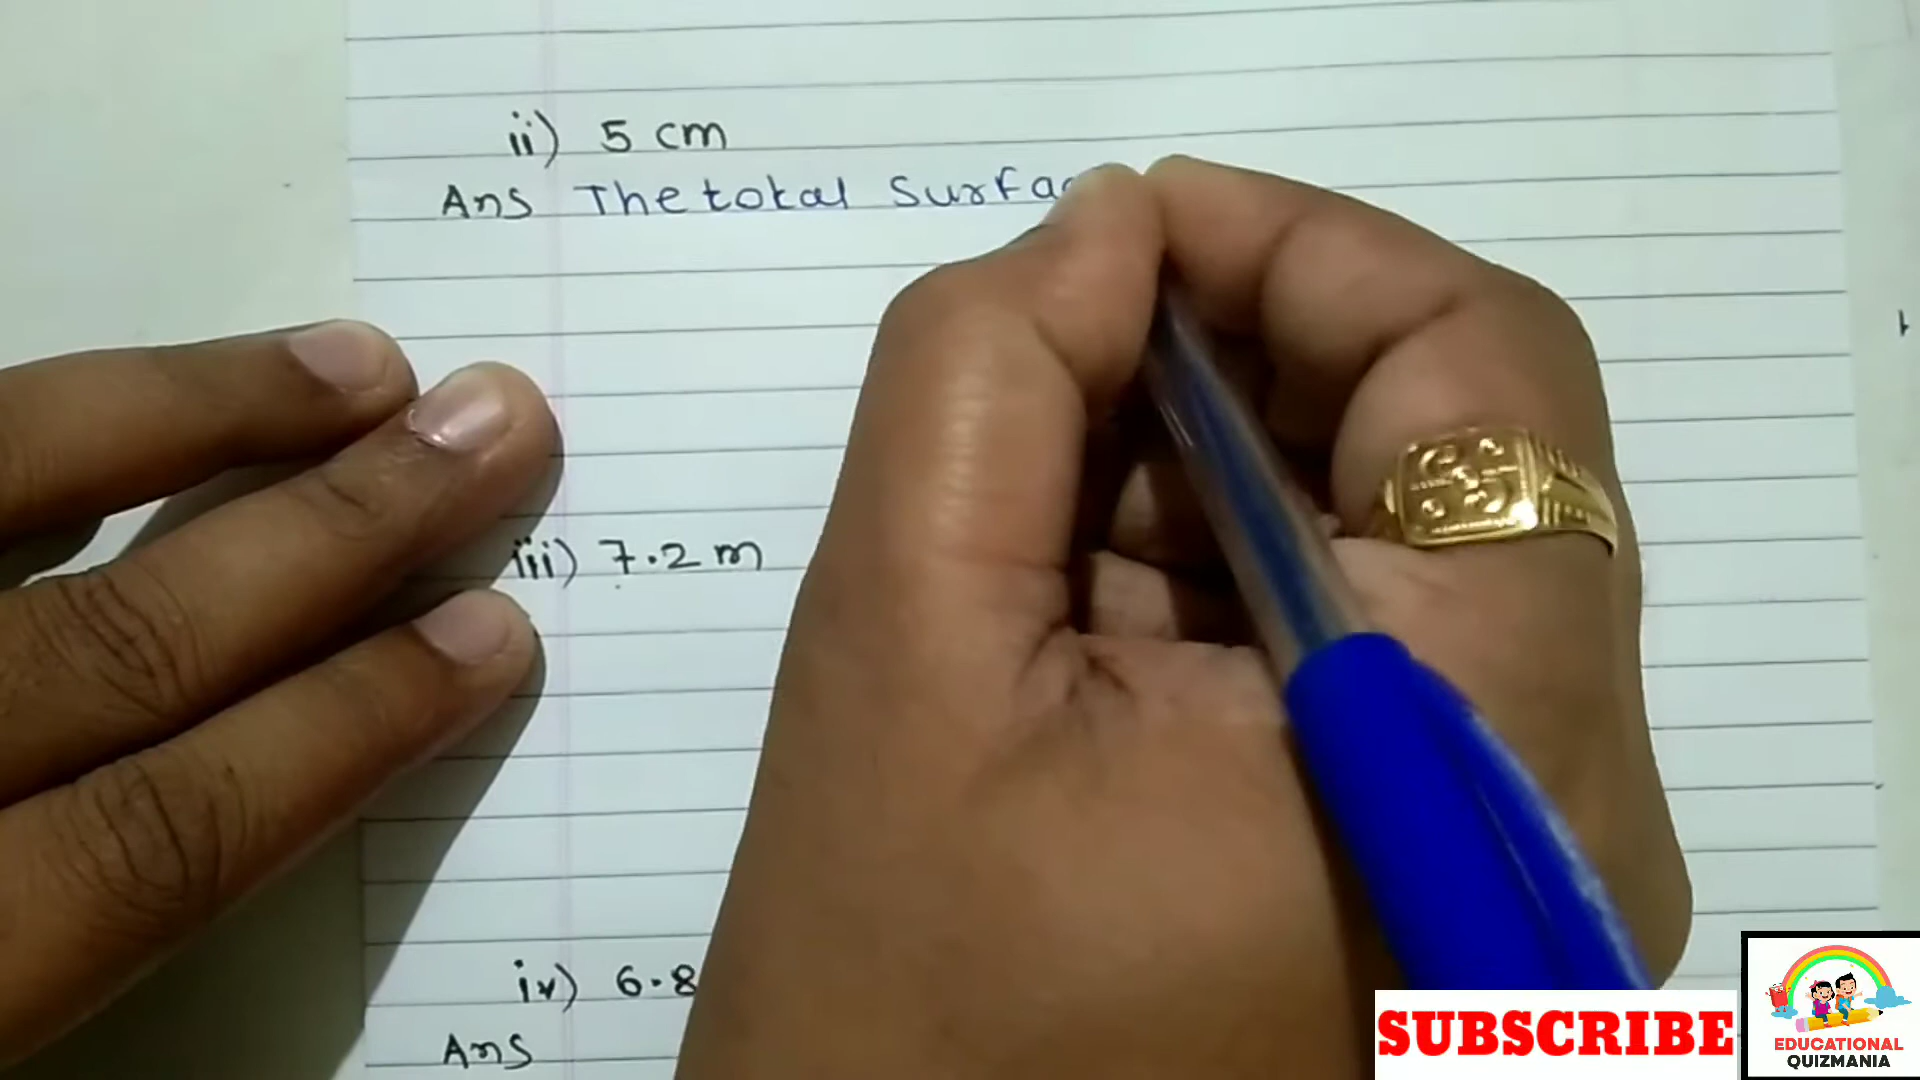 ii) 5 cm
Ans The total Surfa
iii) 7.2 m
iv) 6.8
Ans
SUBSCRIBE
EDUCATIONAL
QUIZMANIA